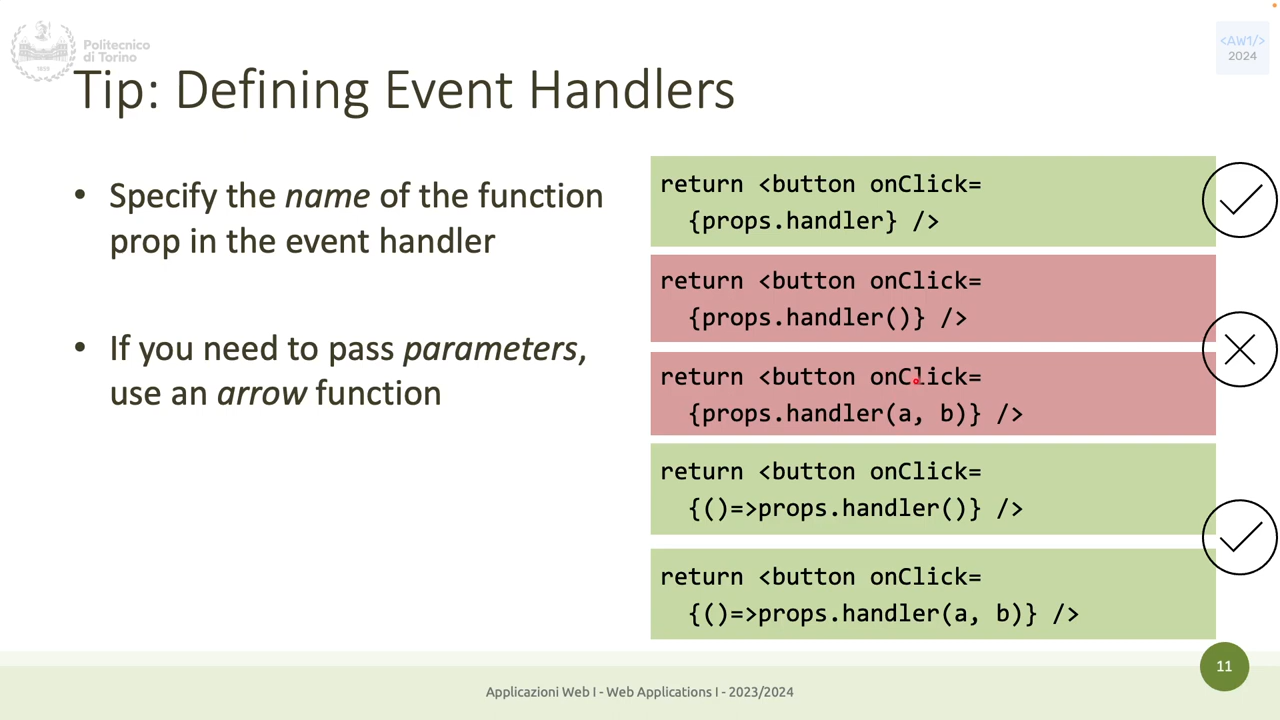 Politecnico
di Torino
1859
<AW1/>
2024
Tip: Defining Event Handlers
• Specify the name of the function
prop in the event handler
• If you need to pass parameters,
use an arrow function
return <button onClick=
{props.handler} />
return <button onClick=
{props.handler()} />
return <button onClick=
{props.handler(a, b)} />
return <button onClick=
{()=>props.handler()} />
return <button onClick=
{()=>props.handler(a, b)} />
11
Applicazioni Web I - Web Applications I - 2023/2024